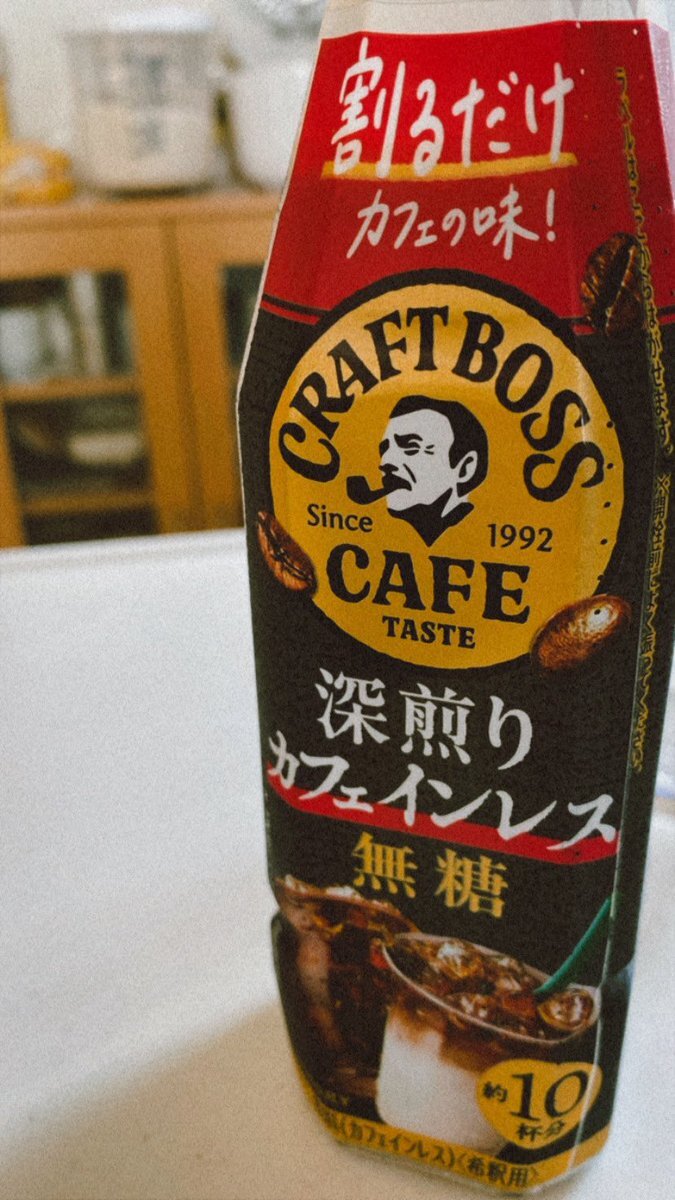 割るだけ
カフェの味!
CRAFT BOSS
Since 1992
CAFE
TASTE
深煎り
カフェインレス
無糖
約10
杯分
(カフェインレス)〈希釈用〉